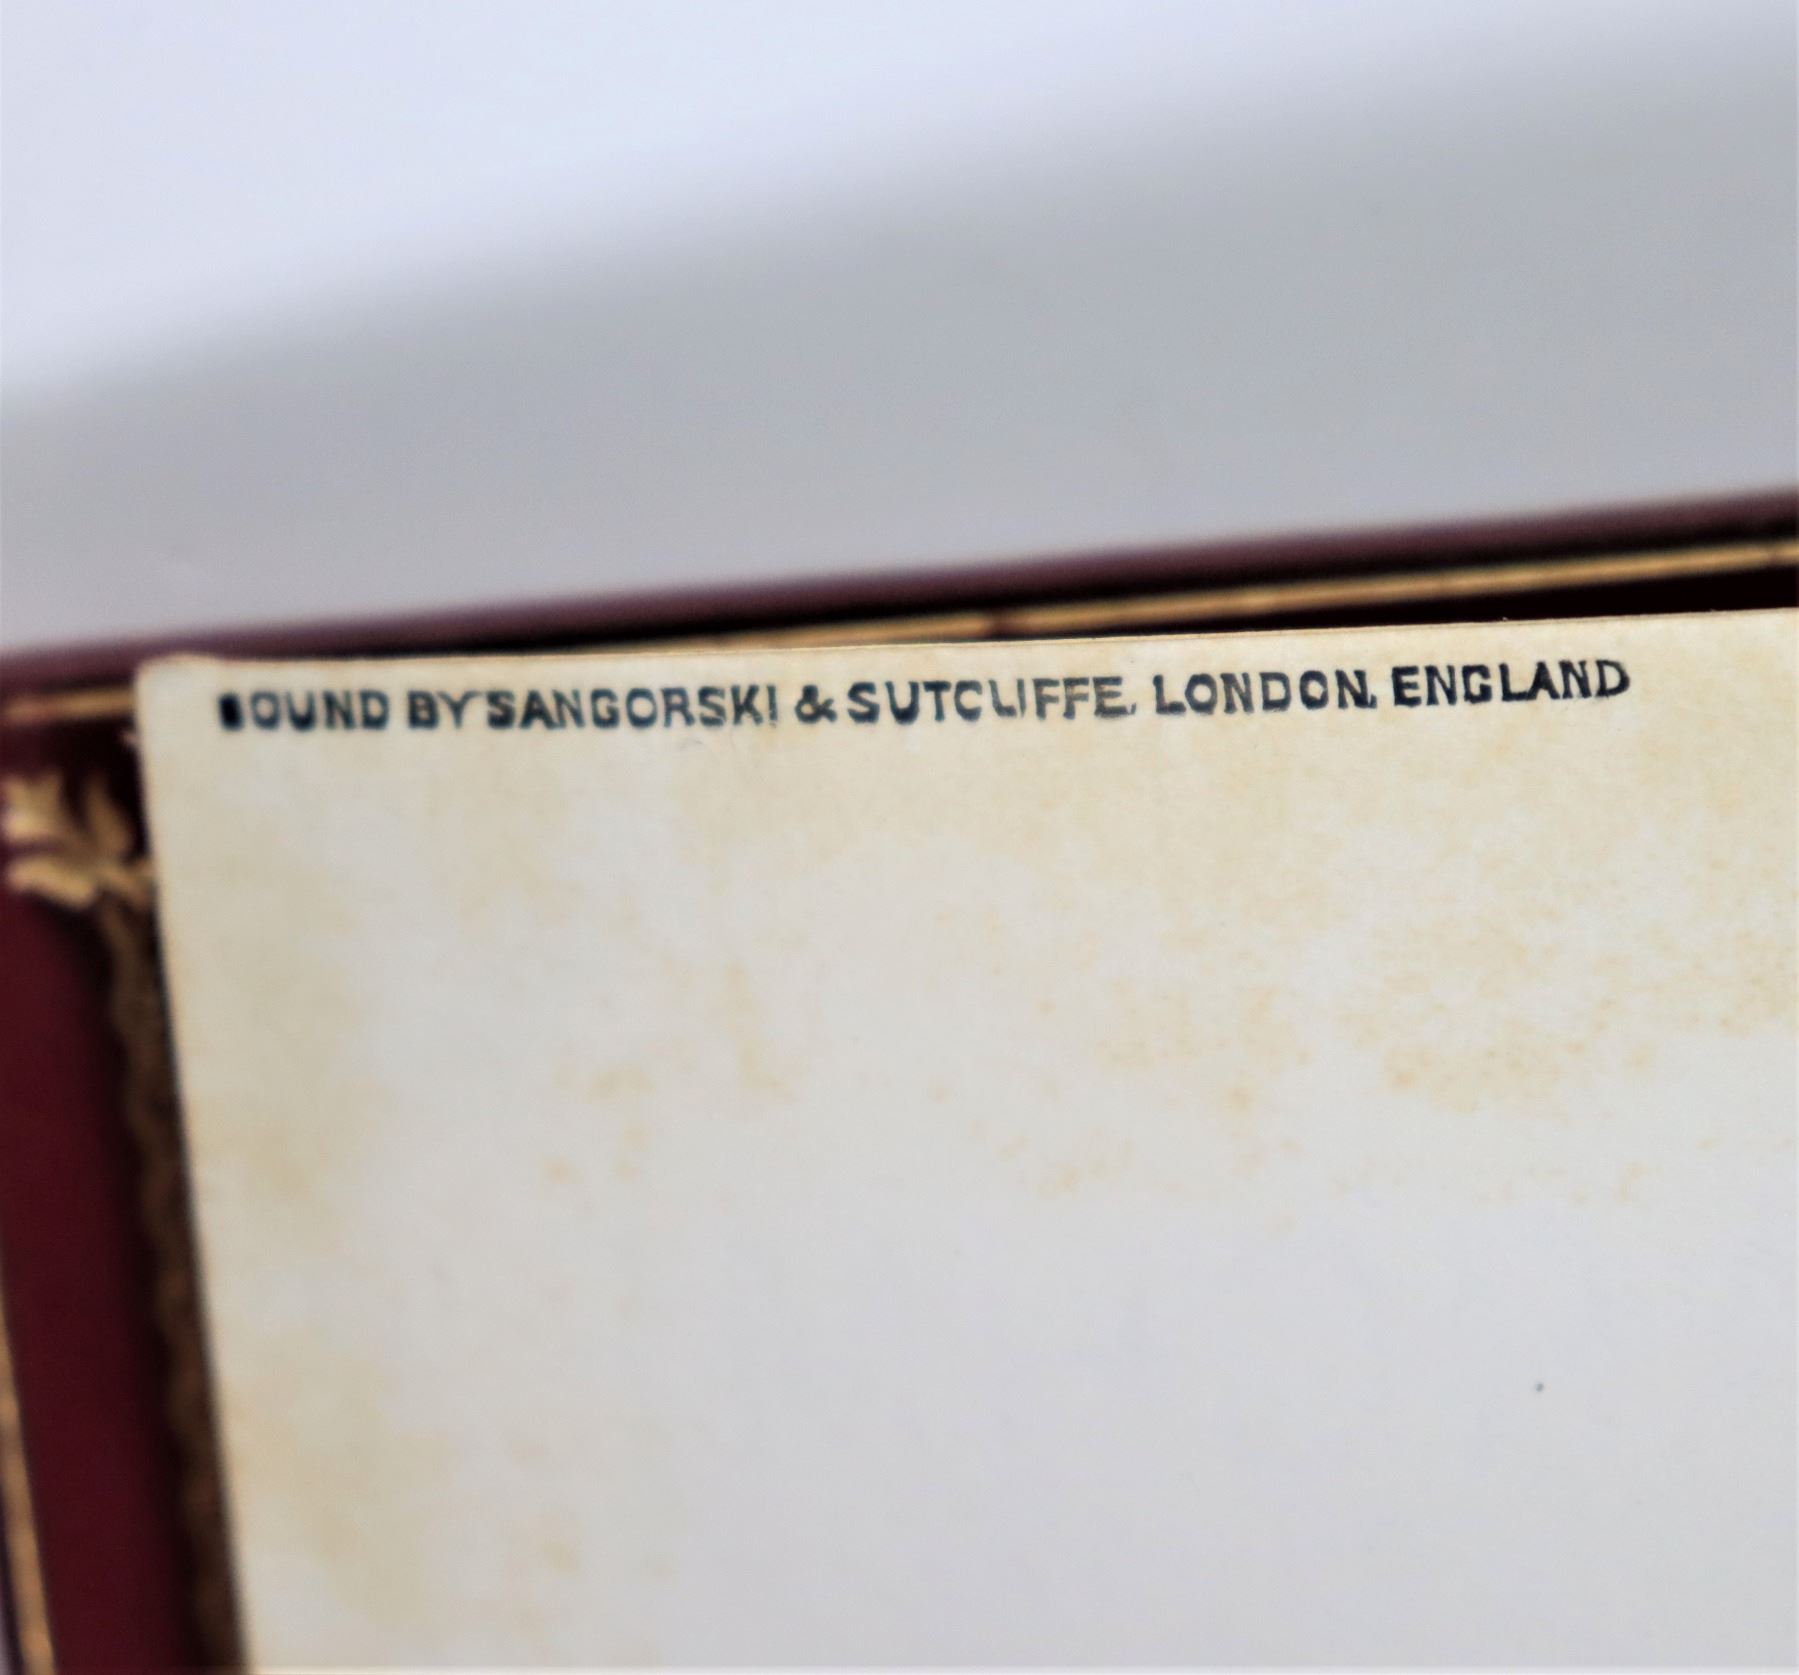 BOUND BY SANGORSKI & SUTCLIFFE, LONDON, ENGLAND